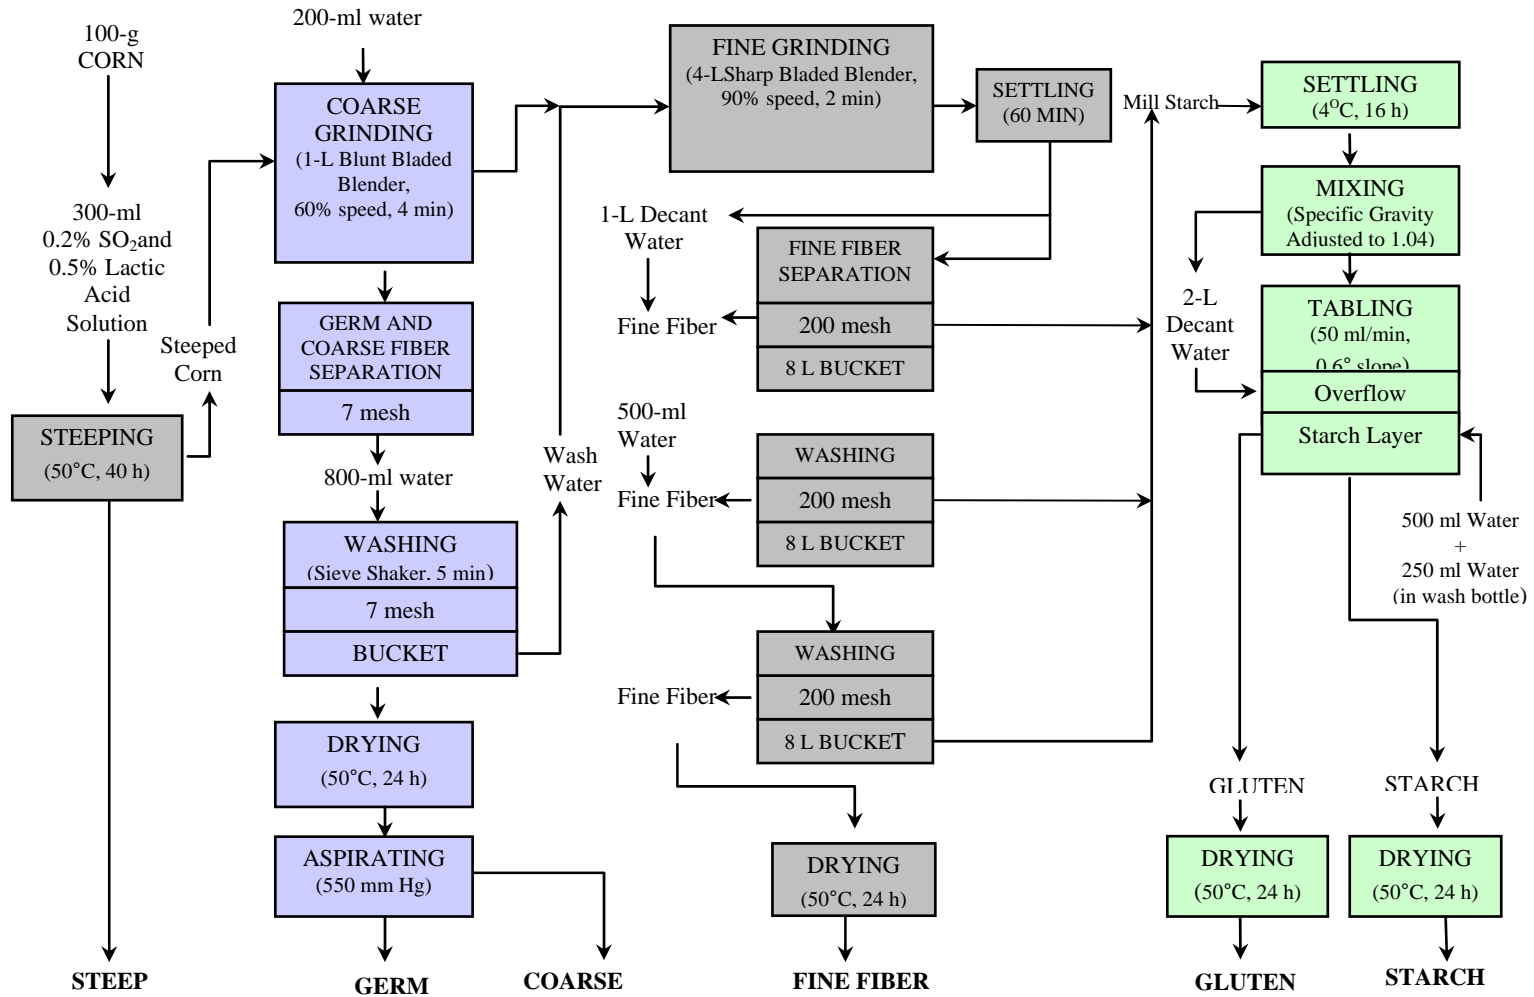 100-g
CORN
300-ml
0.2% SO₂and
0.5% Lactic
Acid
Solution
Steeped
Corn
STEEPING
(50°C, 40 h)
STEEP
200-ml water
COARSE
GRINDING
(1-L Blunt Bladed
Blender,
60% speed, 4 min)
GERM AND
COARSE FIBER
SEPARATION
7 mesh
800-ml water
WASHING
(Sieve Shaker, 5 min)
7 mesh
BUCKET
DRYING
(50°C, 24 h)
ASPIRATING
(550 mm Hg)
GERM
COARSE
Wash
Water
FINE GRINDING
(4-LSharp Bladed Blender,
90% speed, 2 min)
SETTLING
(60 MIN)
1-L Decant
Water
Fine Fiber
FINE FIBER
SEPARATION
200 mesh
8 L BUCKET
500-ml
Water
Fine Fiber
WASHING
200 mesh
8 L BUCKET
Fine Fiber
WASHING
200 mesh
8 L BUCKET
DRYING
(50°C, 24 h)
FINE FIBER
Mill Starch
SETTLING
(4°C, 16 h)
MIXING
(Specific Gravity
Adjusted to 1.04)
2-L
Decant
Water
TABLING
(50 ml/min,
0.6° slope)
Overflow
Starch Layer
500 ml Water
+
250 ml Water
(in wash bottle)
GLUTEN
STARCH
DRYING
(50°C, 24 h)
DRYING
(50°C, 24 h)
GLUTEN
STARCH